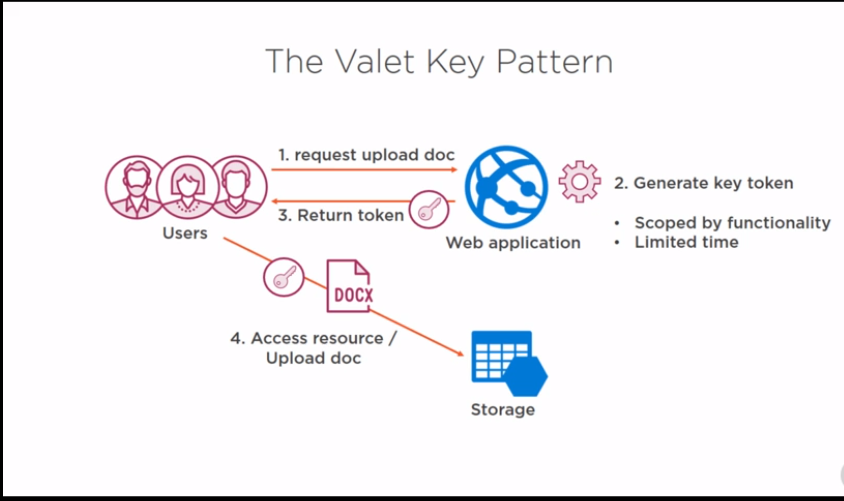 The Valet Key Pattern
1. request upload doc
2. Generate key token
3. Return token
• Scoped by functionality
• Limited time
Users
Web application
DOCX
4. Access resource /
Upload doc
Storage